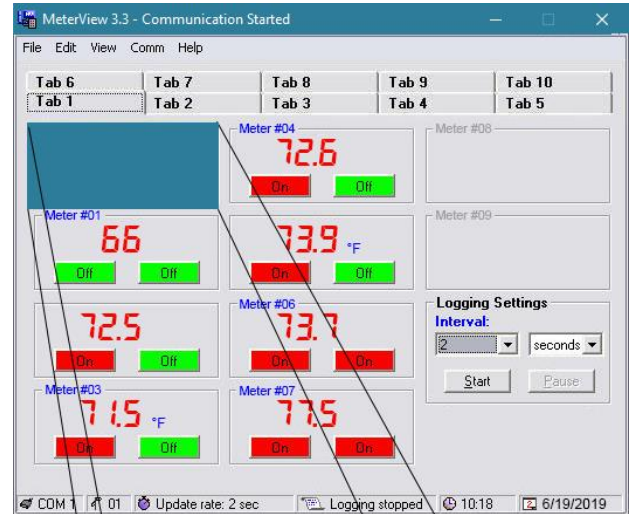 MeterView 3.3 - Communication Started
File Edit View Comm Help
Tab 6 Tab 7 Tab 8 Tab 9 Tab 10
Tab 1 Tab 2 Tab 3 Tab 4 Tab 5
Meter #04
72.6
On Off
Meter #08
Meter #01
66
Off Off
73.9 °F
On Off
Meter #09
72.5
On Off
Meter #06
73.7
On On
Logging Settings
Interval:
2 seconds
Start Pause
Meter #03
71.5 °F
On Off
Meter #07
77.5
On On
COM 1 01 Update rate: 2 sec Logging stopped 10:18 6/19/2019